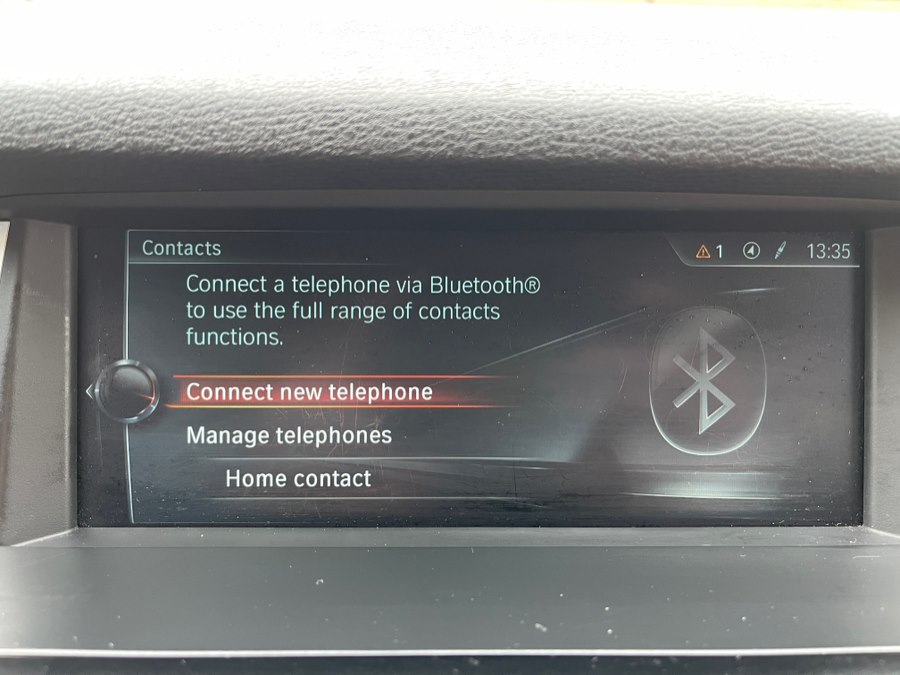 Contacts
1 13:35
Connect a telephone via Bluetooth®
to use the full range of contacts
functions.
Connect new telephone
Manage telephones
Home contact